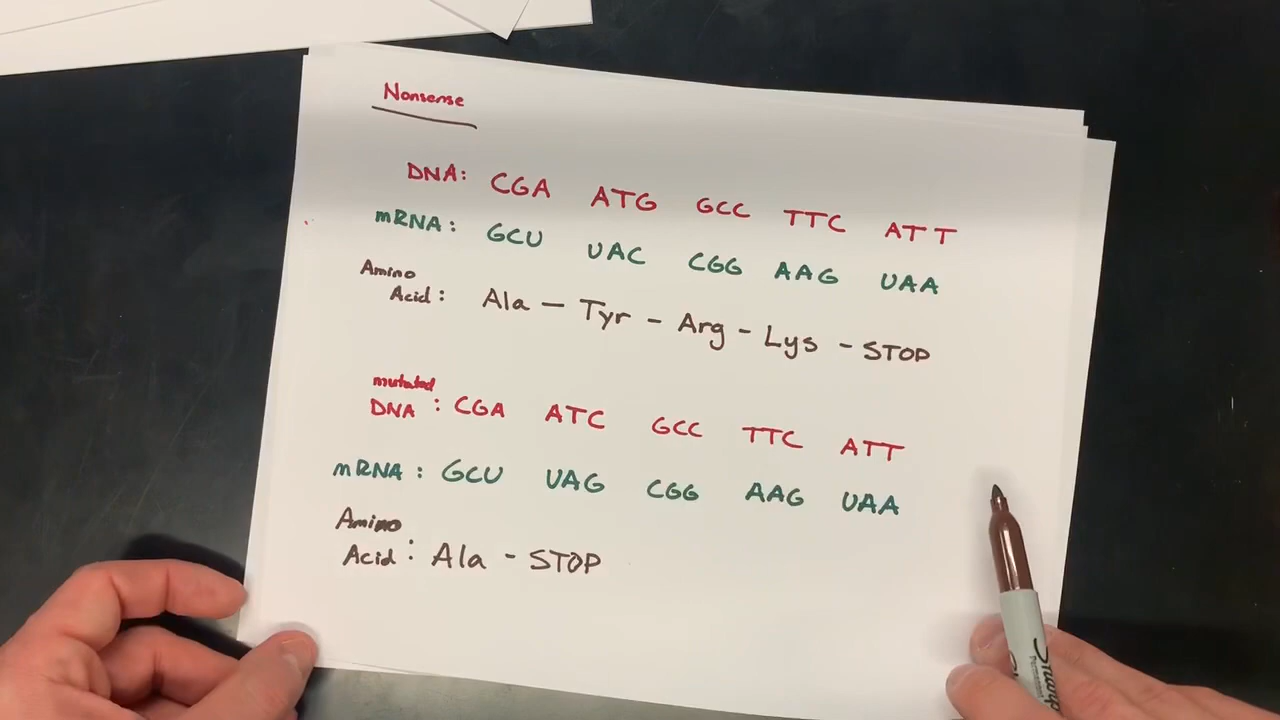 Nonsense
DNA: CGA ATG GCC TTC ATT
mRNA: GCU UAC CGG AAG UAA
Amino
Acid: Ala — Tyr - Arg - Lys - STOP
mutated
DNA: CGA ATC GCC TTC ATT
mRNA: GCU UAG CGG AAG UAA
Amino
Acid: Ala - STOP
Sharpie